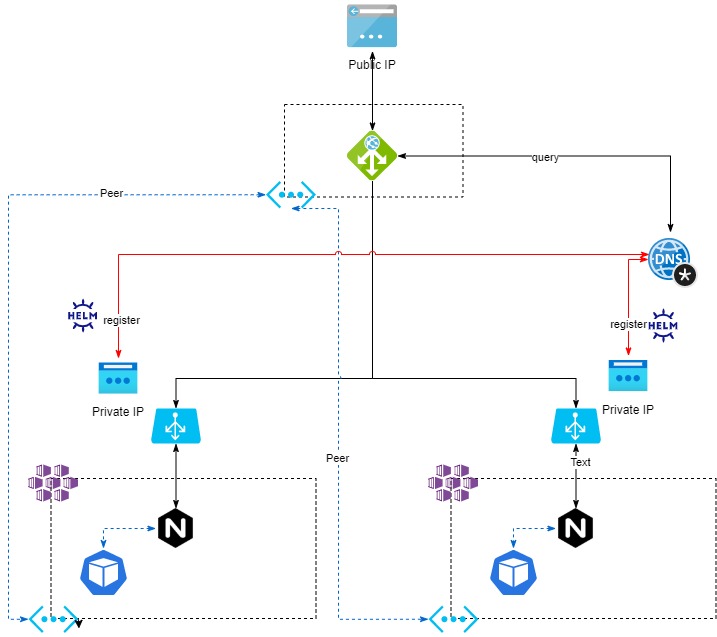 Public IP
query
Peer
DNS
HELM
register
register
HELM
Private IP
Private IP
Peer
Text
N
N